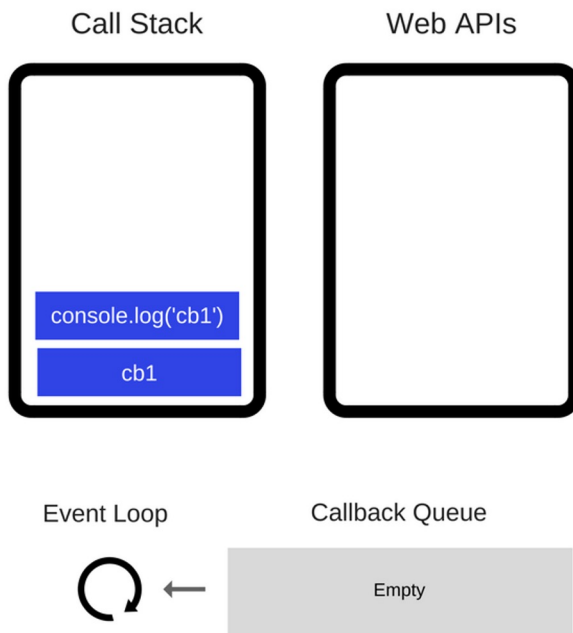 Call Stack
Web APIs
console.log('cb1')
cb1
Event Loop
Callback Queue
Empty